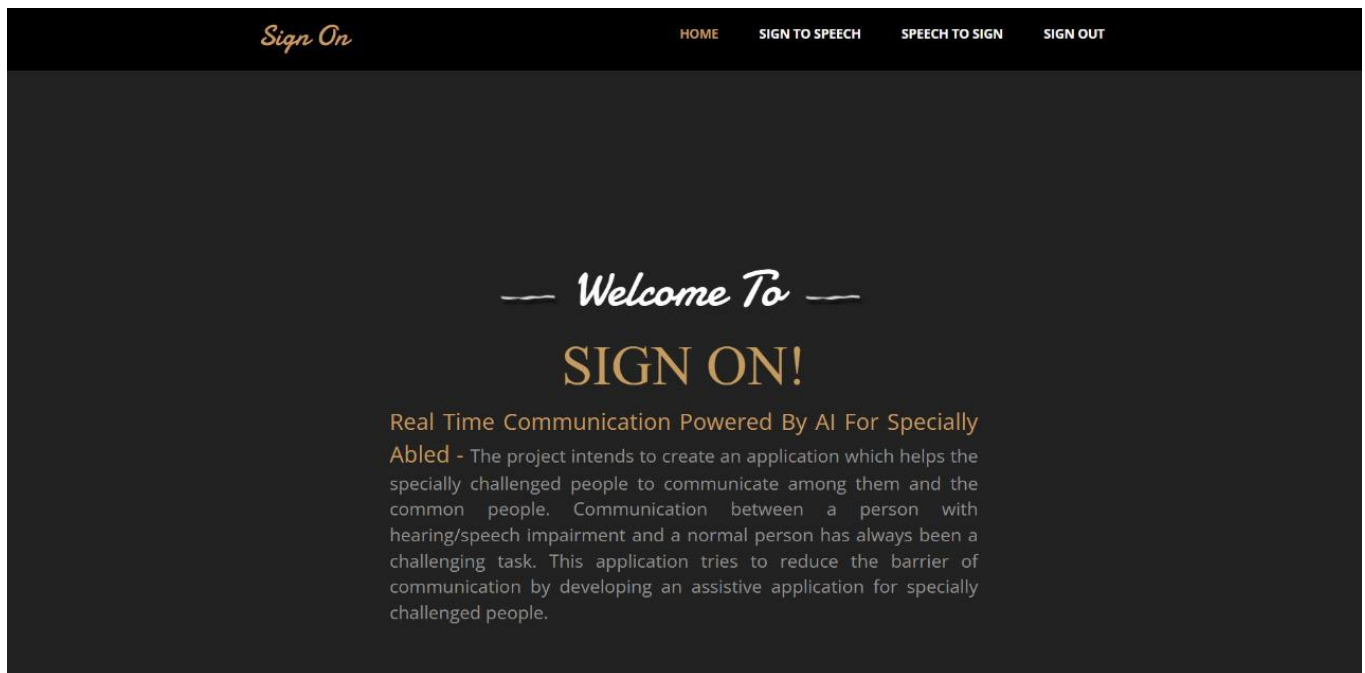 Sign On
HOME SIGN TO SPEECH SPEECH TO SIGN SIGN OUT
Welcome To
SIGN ON!
Real Time Communication Powered By AI For Specially
Abled - The project intends to create an application which helps the
specially challenged people to communicate among them and the
common people. Communication between a person with
hearing/speech impairment and a normal person has always been a
challenging task. This application tries to reduce the barrier of
communication by developing an assistive application for specially
challenged people.